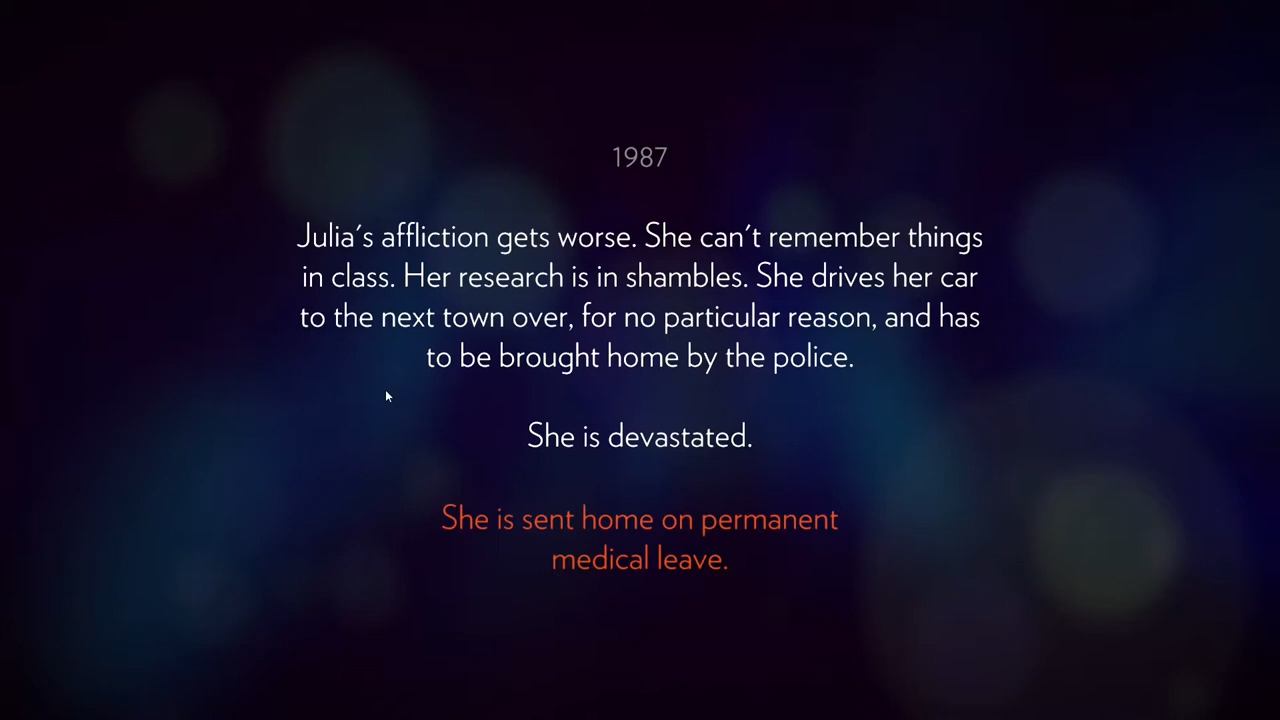 1987
Julia's affliction gets worse. She can't remember things
in class. Her research is in shambles. She drives her car
to the next town over, for no particular reason, and has
to be brought home by the police.
She is devastated.
She is sent home on permanent
medical leave.